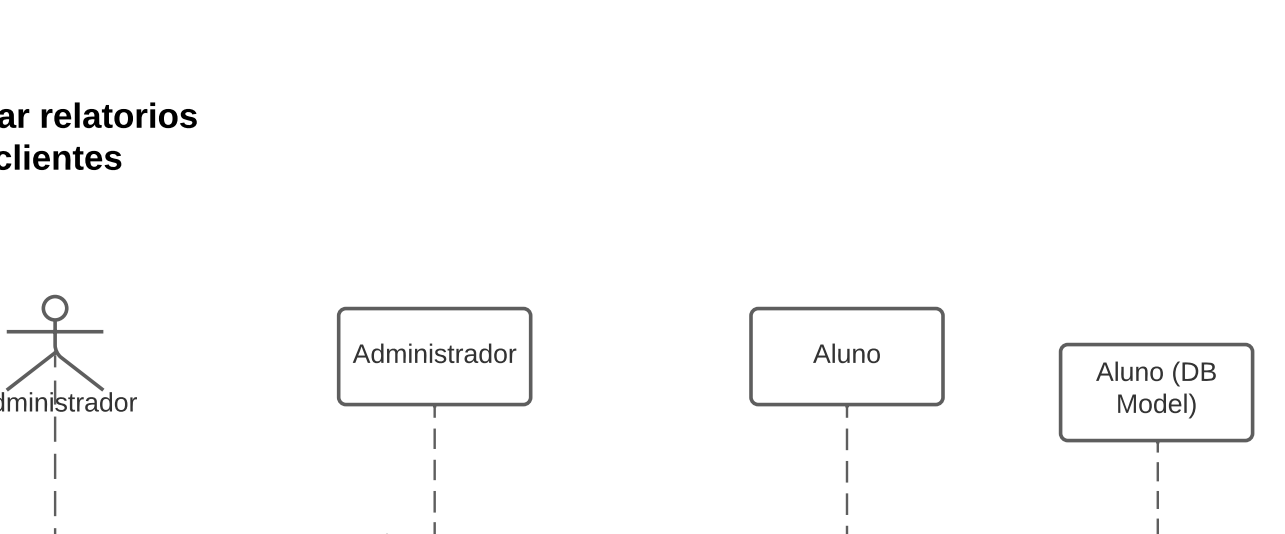 ar relatorios
clientes
Administrador
Aluno
Aluno (DB
Model)
dministrador